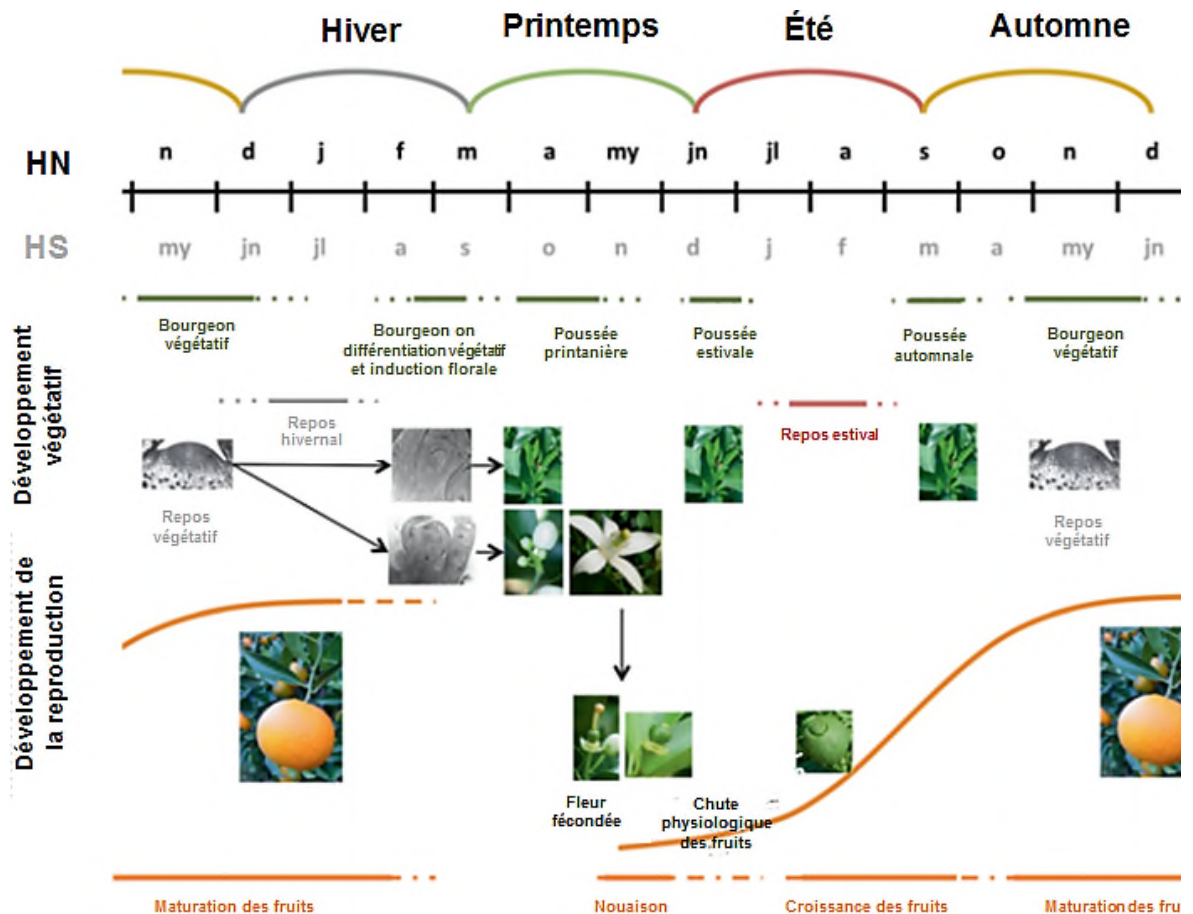 Hiver Printemps Été Automne
HN n d j f m a my jn jl a s o n d
HS my jn jl a s o n d j f m a my jn
Développement végétatif
Bourgeon végétatif
Bourgeon on différentiation végétatif et induction florale
Poussée printanière
Poussée estivale
Poussée automnale
Bourgeon végétatif
Repos hivernal
Repos estival
Repos végétatif
Repos végétatif
Développement de la reproduction
Fleur fécondée
Chute physiologique des fruits
Maturation des fruits
Nouaison
Croissance des fruits
Maturation des fru